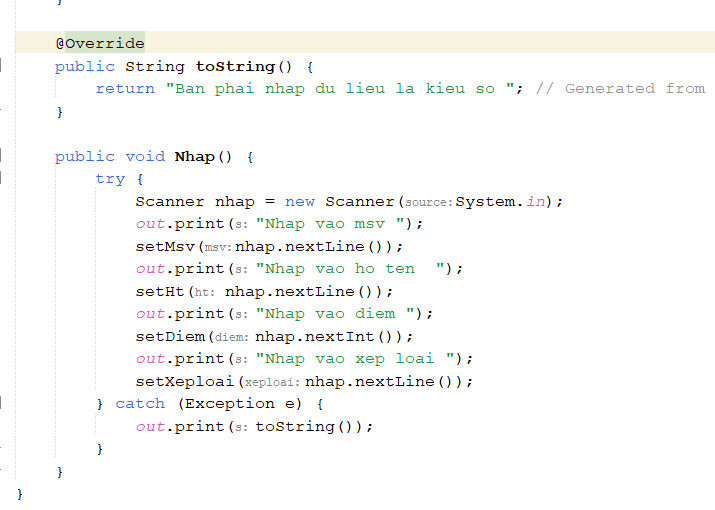 }
@Override
public String toString() {
return "Ban phai nhap du lieu la kieu so "; // Generated from
}
public void Nhap() {
try {
Scanner nhap = new Scanner(source:System.in);
out.print(s: "Nhap vao msv ");
setMsv(msv:nhap.nextLine());
out.print(s: "Nhap vao ho ten  ");
setHt(ht: nhap.nextLine());
out.print(s: "Nhap vao diem ");
setDiem(diem: nhap.nextInt());
out.print(s: "Nhap vao xep loai ");
setXeploai(xeploai: nhap.nextLine());
} catch (Exception e) {
out.print(s: toString());
}
}
}